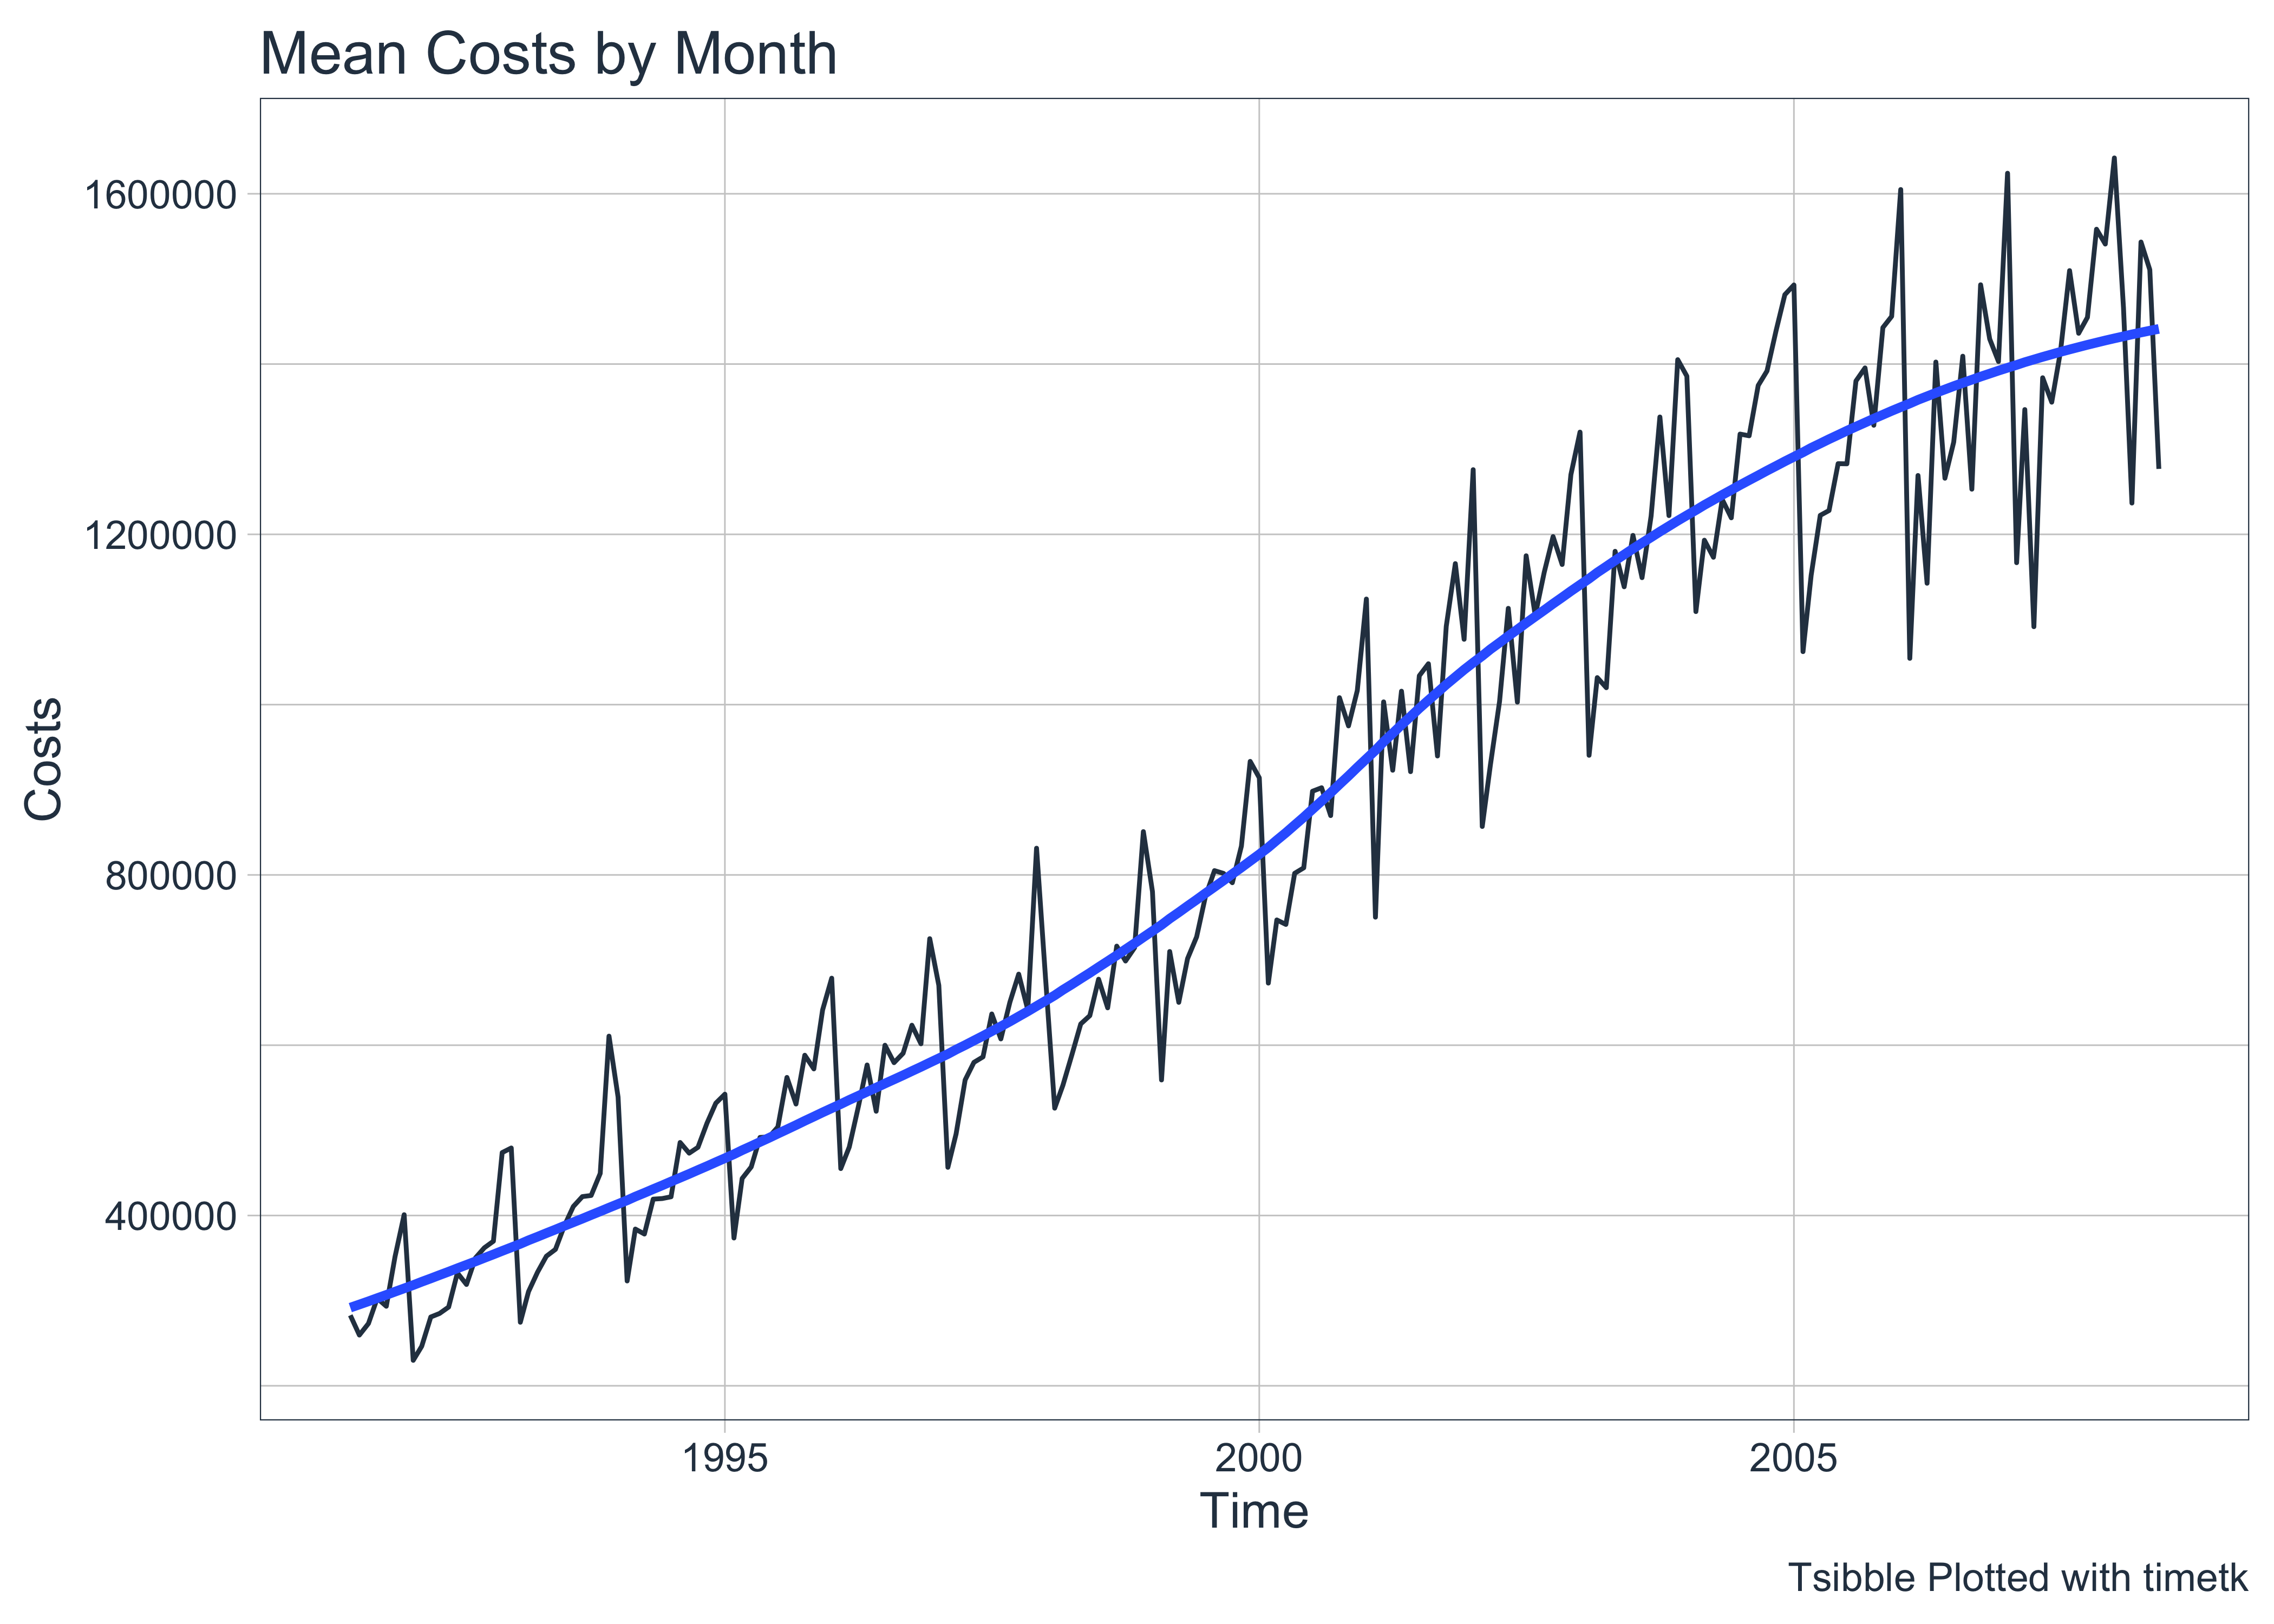 Mean Costs by Month
1600000
1200000
800000
400000
Costs
1995 2000 2005
Time
Tsibble Plotted with timetk